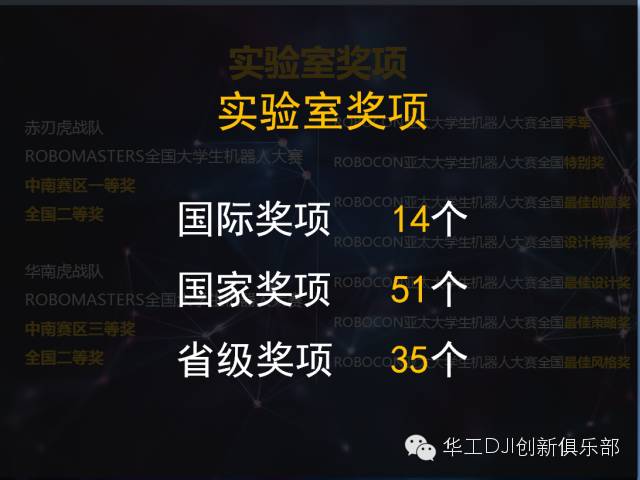 实验室奖项
实验室奖项
赤刃虎战队
ROBOMASTERS全国大学生机器人大赛
中南赛区一等奖
全国二等奖
华南虎战队
ROBOMASTERS全国
中南赛区三等奖
全国二等奖
ROBOCON亚太大学生机器人大赛全国季军
ROBOCON亚太大学生机器人大赛全国特别奖
ROBOCON亚太大学生机器人大赛全国最佳创意奖
ROBOCON亚太大学生机器人大赛全国设计特别奖
ROBOCON亚太大学生机器人大赛全国最佳设计奖
ROBOCON亚太大学生机器人大赛全国最佳策略奖
ROBOCON亚太大学生机器人大赛全国最佳风格奖
国际奖项 14个
国家奖项 51个
省级奖项 35个
华工DJI创新俱乐部